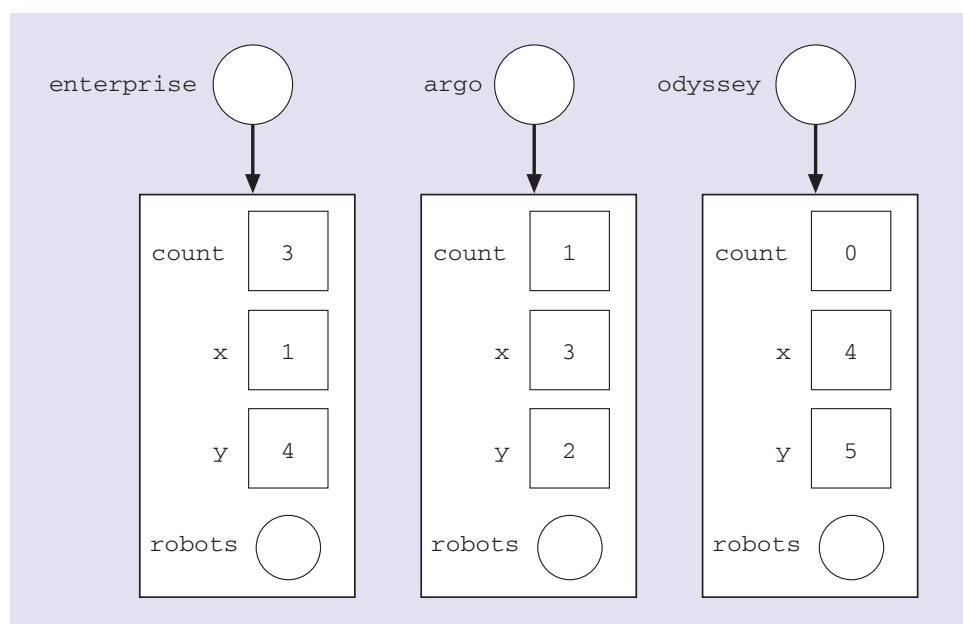 enterprise argo odyssey
count 3 count 1 count 0
x 1 x 3 x 4
y 4 y 2 y 5
robots robots robots